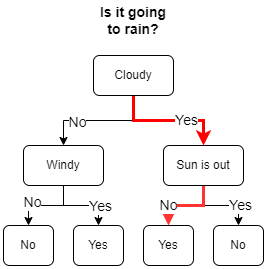 Is it going
to rain?
Cloudy
No
Yes
Windy
Sun is out
No
Yes
No
Yes
No
Yes
Yes
No